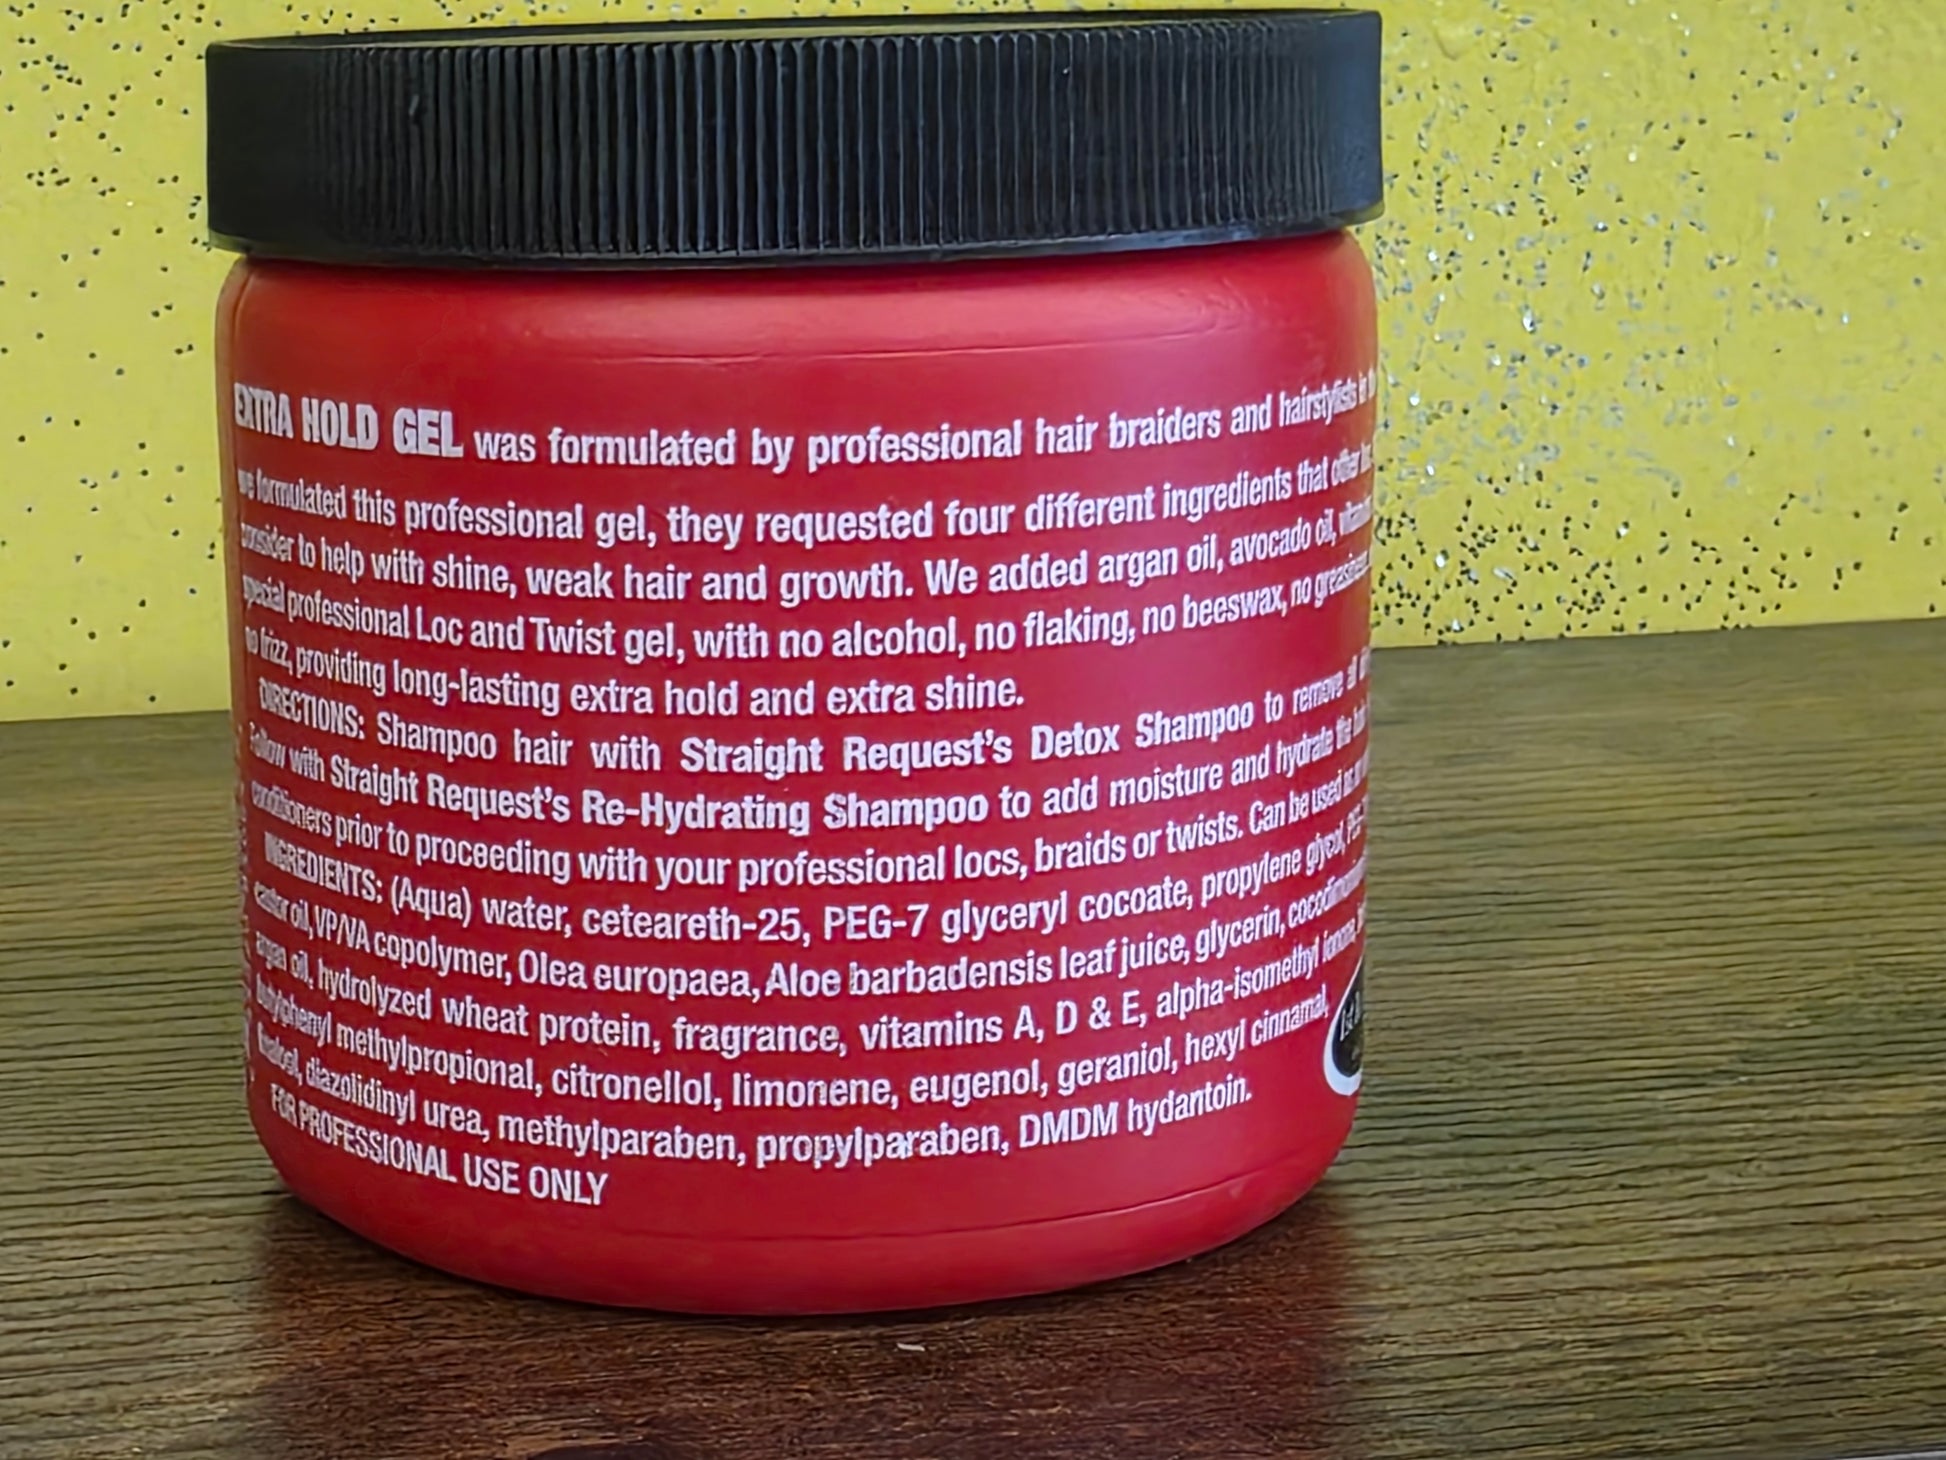 EXTRA HOLD GEL was formulated by professional hair braiders and hairstylists
we formulated this professional gel, they requested four different ingredients that other
consider to help with shine, weak hair and growth. We added argan oil, avocado oil,
special professional Loc and Twist gel, with no alcohol, no flaking, no beeswax, no
no frizz, providing long-lasting extra hold and extra shine.
DIRECTIONS: Shampoo hair with Straight Request's Detox Shampoo to remove all
Follow with Straight Request's Re-Hydrating Shampoo to add moisture and hydrate the
conditioners prior to proceeding with your professional locs, braids or twists. Can be used as
INGREDIENTS: (Aqua) water, ceteareth-25, PEG-7 glyceryl cocoate, propylene glycol,
castor oil, VP/VA copolymer, Olea europaea, Aloe barbadensis leaf juice, glycerin,
argan oil, hydrolyzed wheat protein, fragrance, vitamins A, D & E, alpha-isomethyl ionone,
butylphenyl methylpropional, citronellol, limonene, eugenol, geraniol, hexyl cinnamal,
linalool, diazolidinyl urea, methylparaben, propylparaben, DMDM hydantoin.
FOR PROFESSIONAL USE ONLY